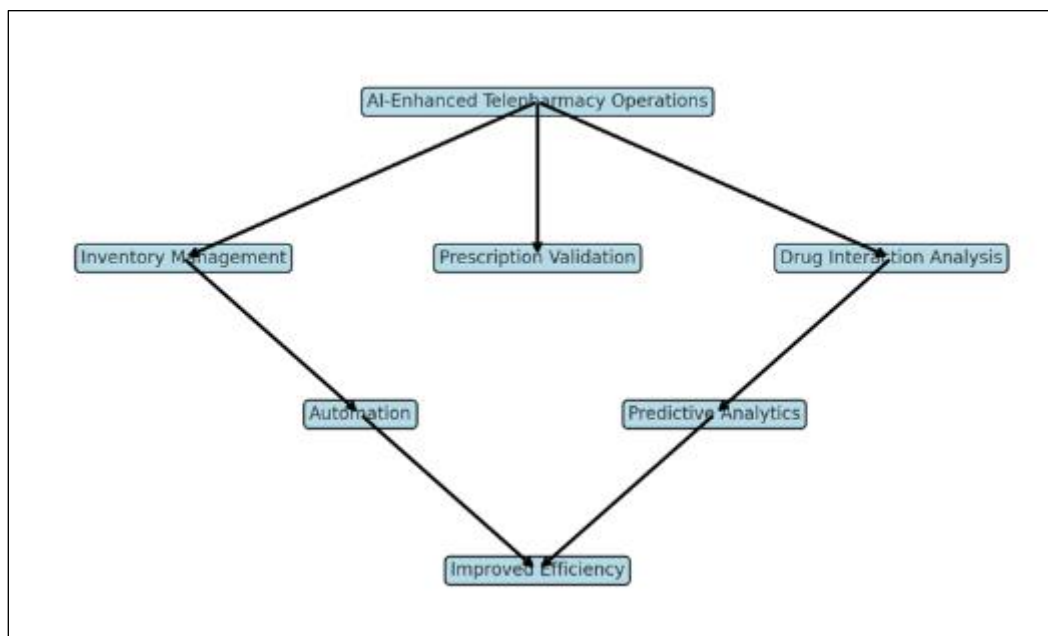 AI-Enhanced Telepharmacy Operations
Inventory Management
Prescription Validation
Drug Interaction Analysis
Automation
Predictive Analytics
Improved Efficiency